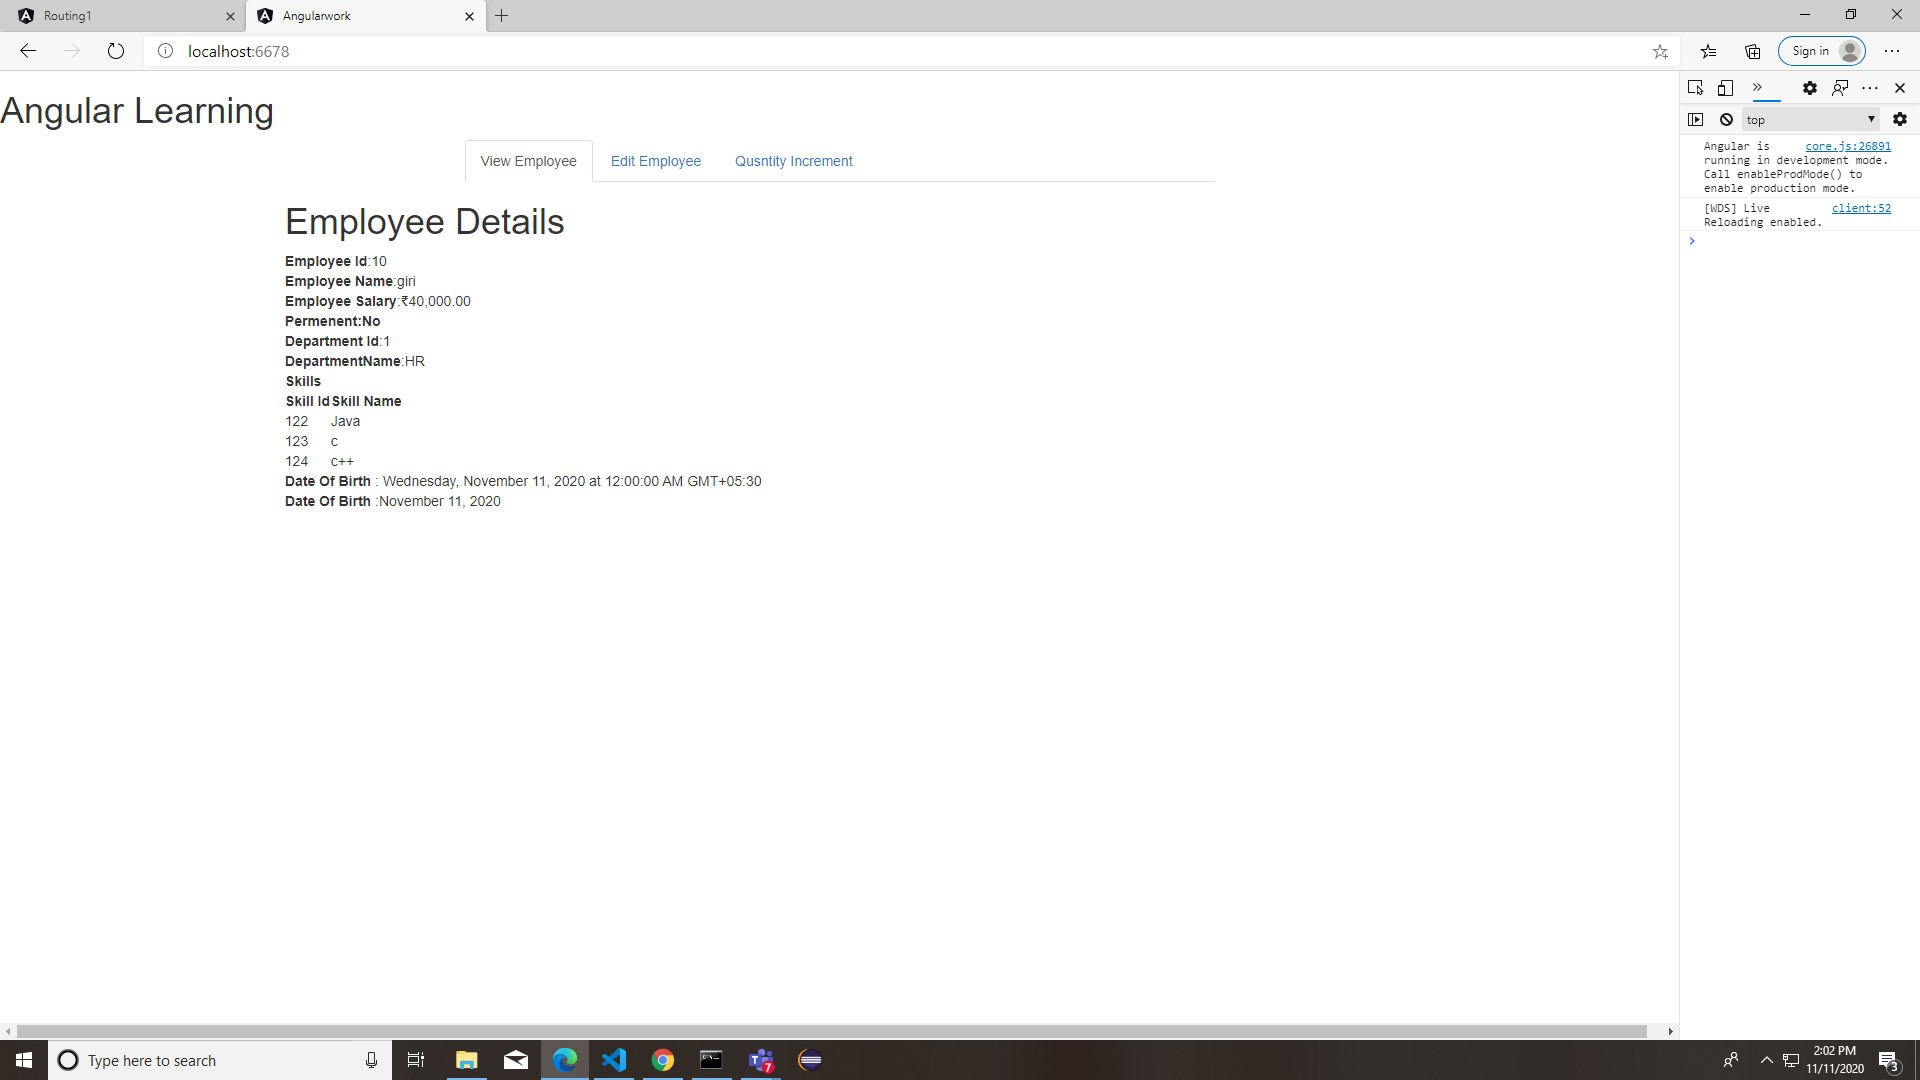 Routing1
Angularwork
localhost:6678
Sign in
Angular Learning
View Employee
Edit Employee
Qusntity Increment
Employee Details
Employee Id:10
Employee Name:giri
Employee Salary:₹40,000.00
Permenent:No
Department Id:1
DepartmentName:HR
Skills
Skill Id Skill Name
122 Java
123 c
124 c++
Date Of Birth : Wednesday, November 11, 2020 at 12:00:00 AM GMT+05:30
Date Of Birth :November 11, 2020
top
Angular is core.js:26891
running in development mode.
Call enableProdMode() to
enable production mode.
[WDS] Live client:52
Reloading enabled.
Type here to search
7
2:02 PM
11/11/2020
3